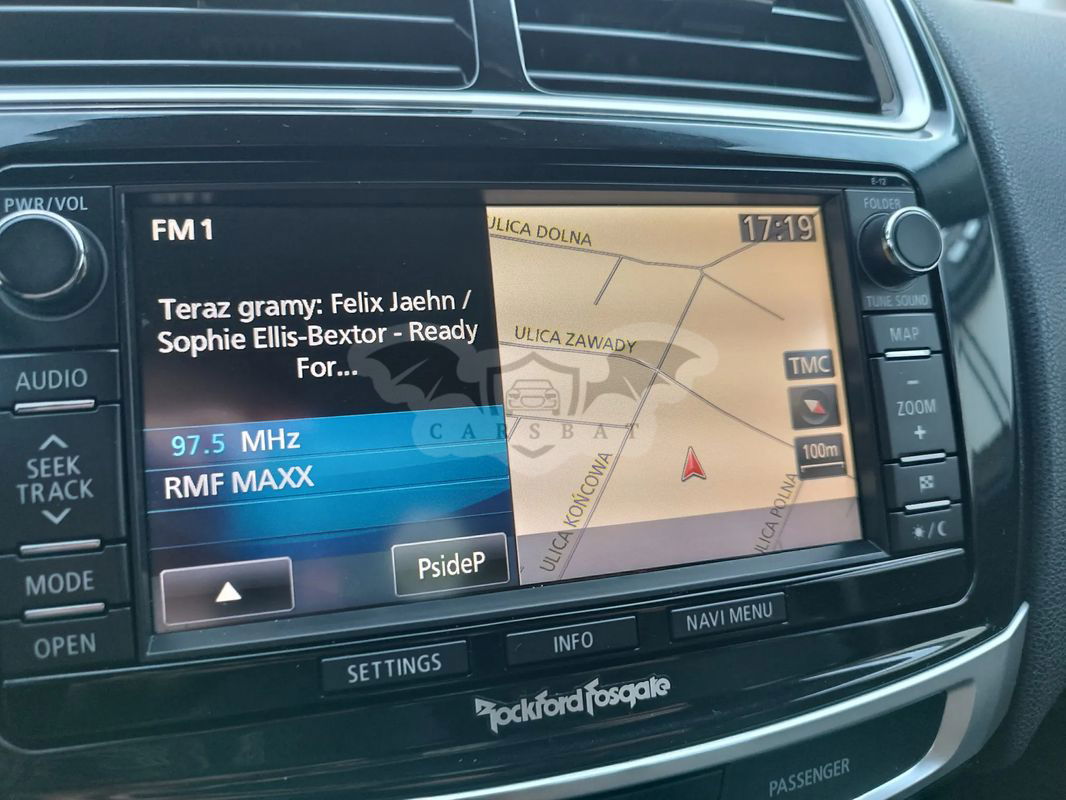 E-12
PWR/VOL
FOLDER
FM 1
ULICA DOLNA
17:19
Teraz gramy: Felix Jaehn /
Sophie Ellis-Bextor - Ready
For...
TUNE SOUND
MAP
ULICA ZAWADY
TMC
AUDIO
ZOOM
CARSBAT
97.5 MHz
100m
SEEK
TRACK
RMF MAXX
ULICA KOŃCOWA
ULICA POLNA
PsideP
MODE
OPEN
SETTINGS
INFO
NAVI MENU
Rockford Fosgate
PASSENGER